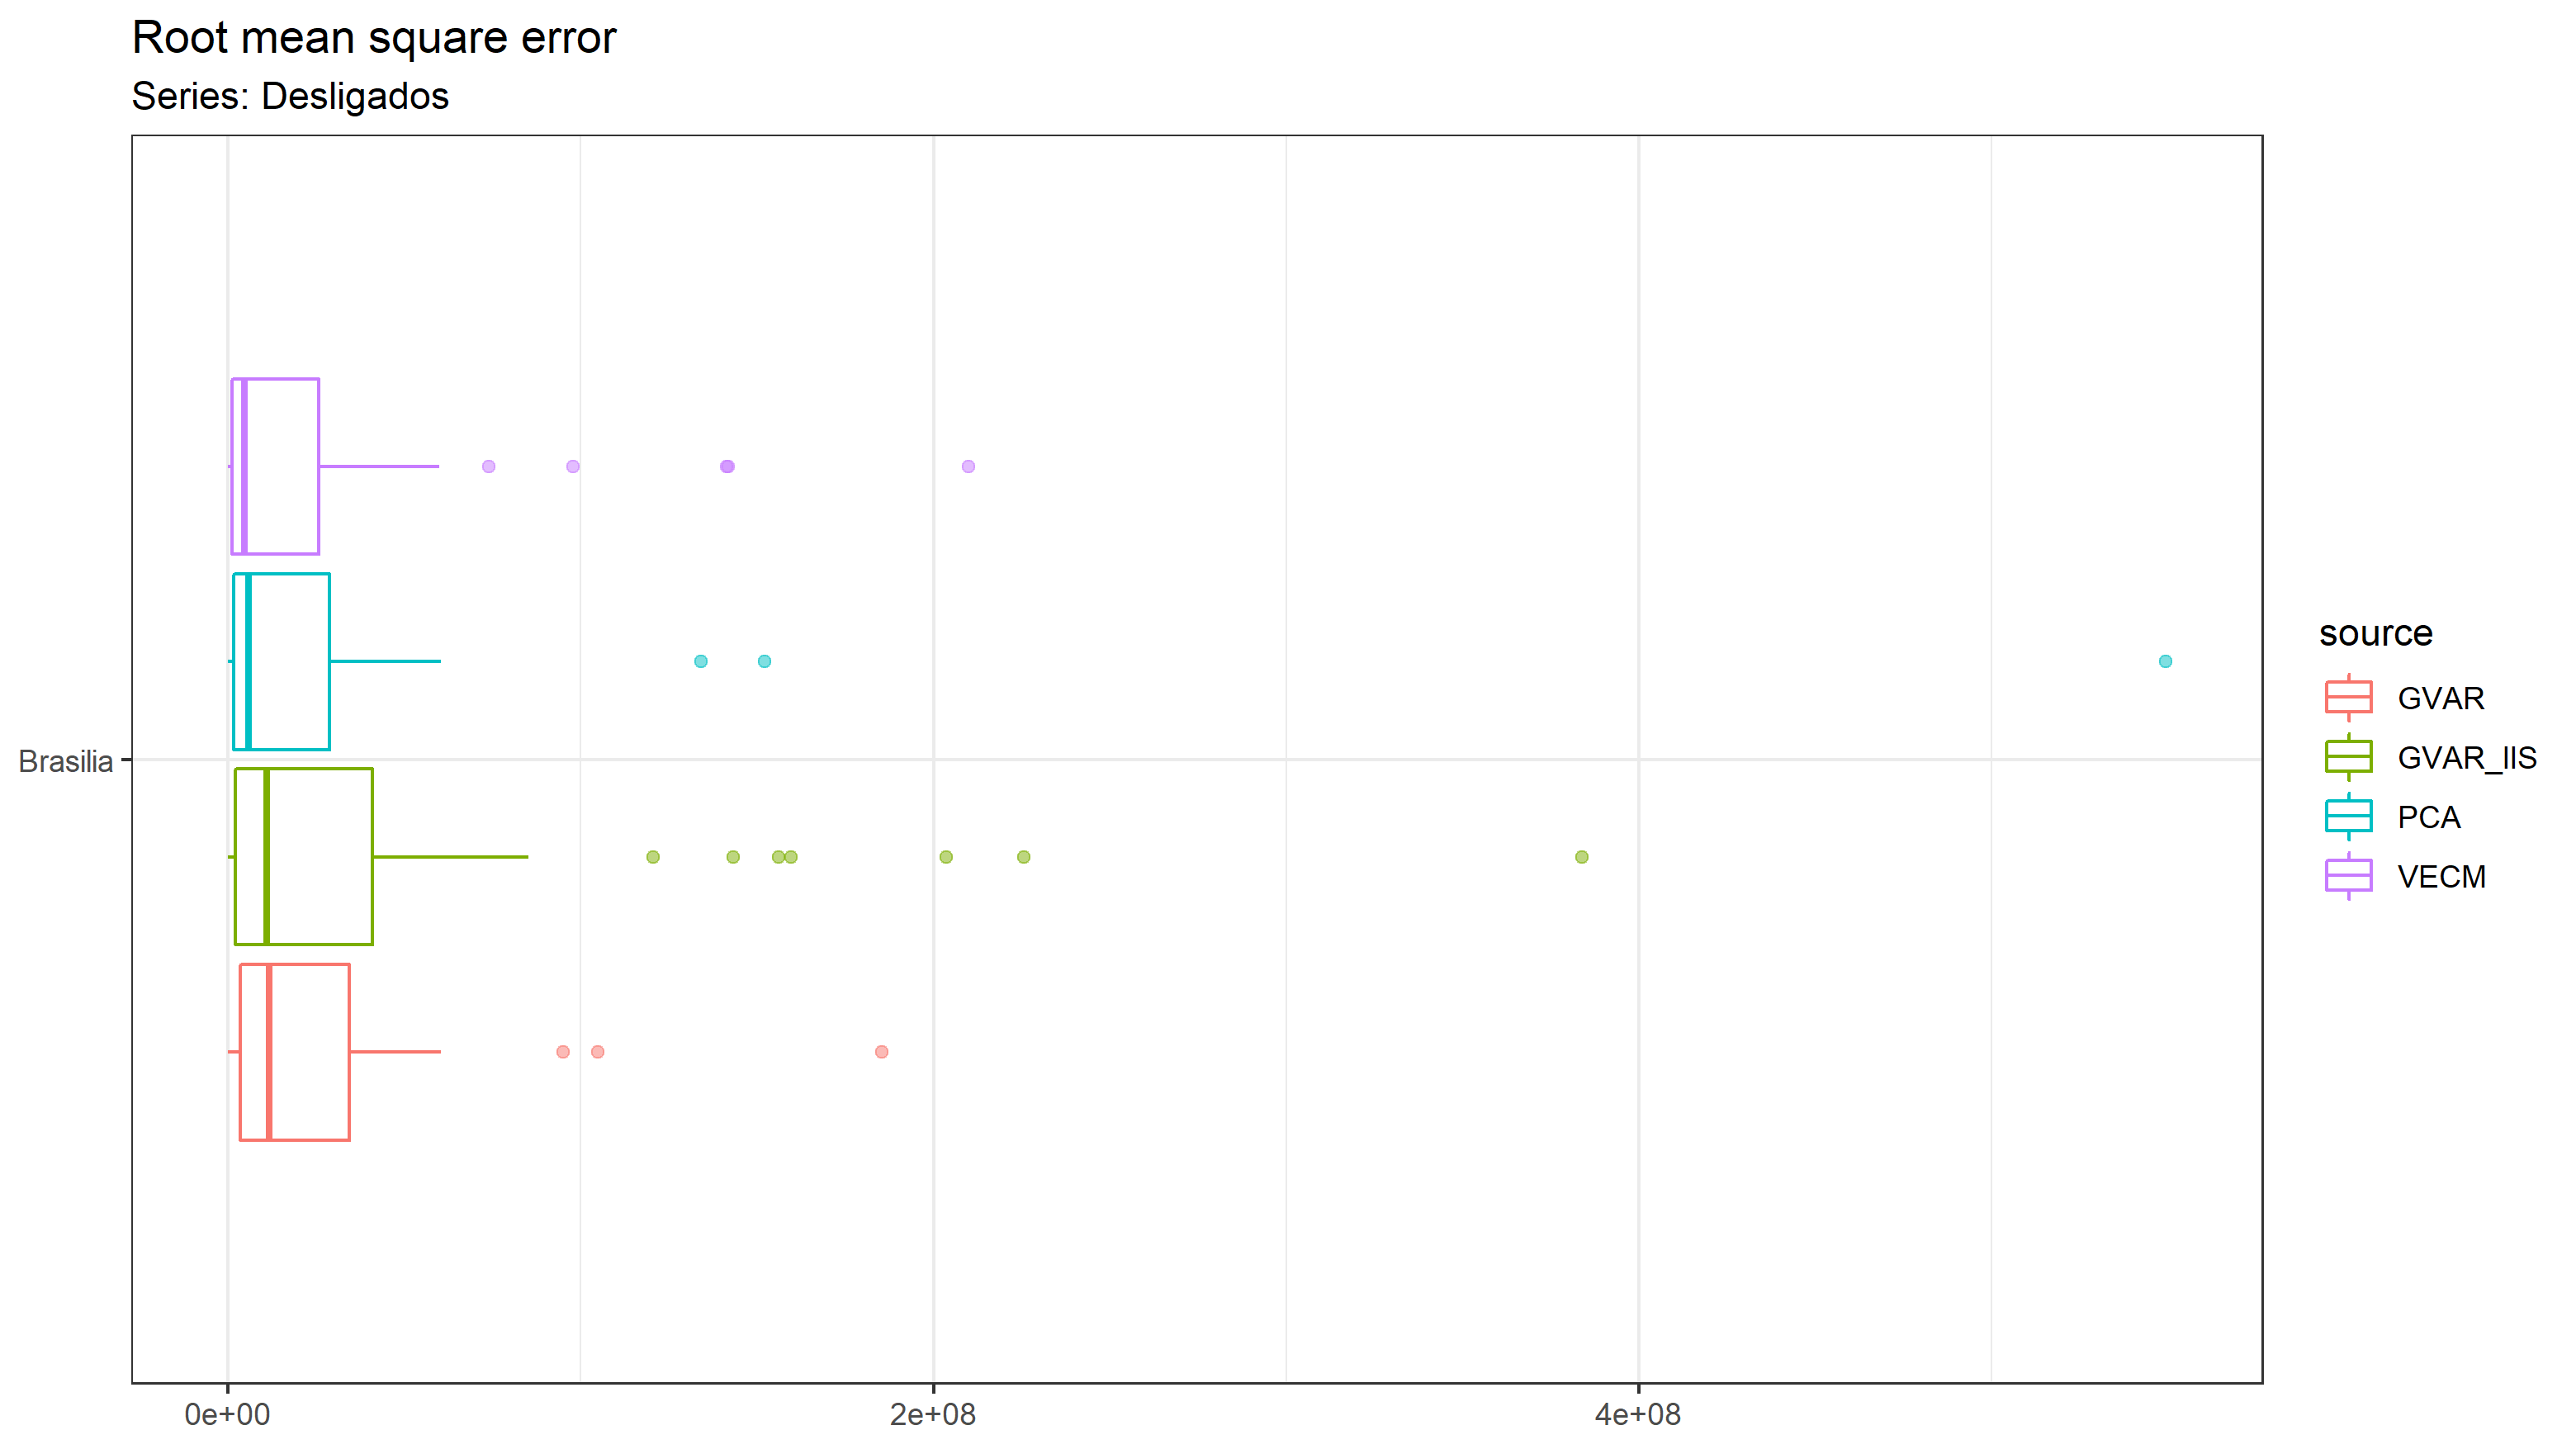 Root mean square error
Series: Desligados
Brasilia
0e+00
2e+08
4e+08
source
GVAR
GVAR_IIS
PCA
VECM